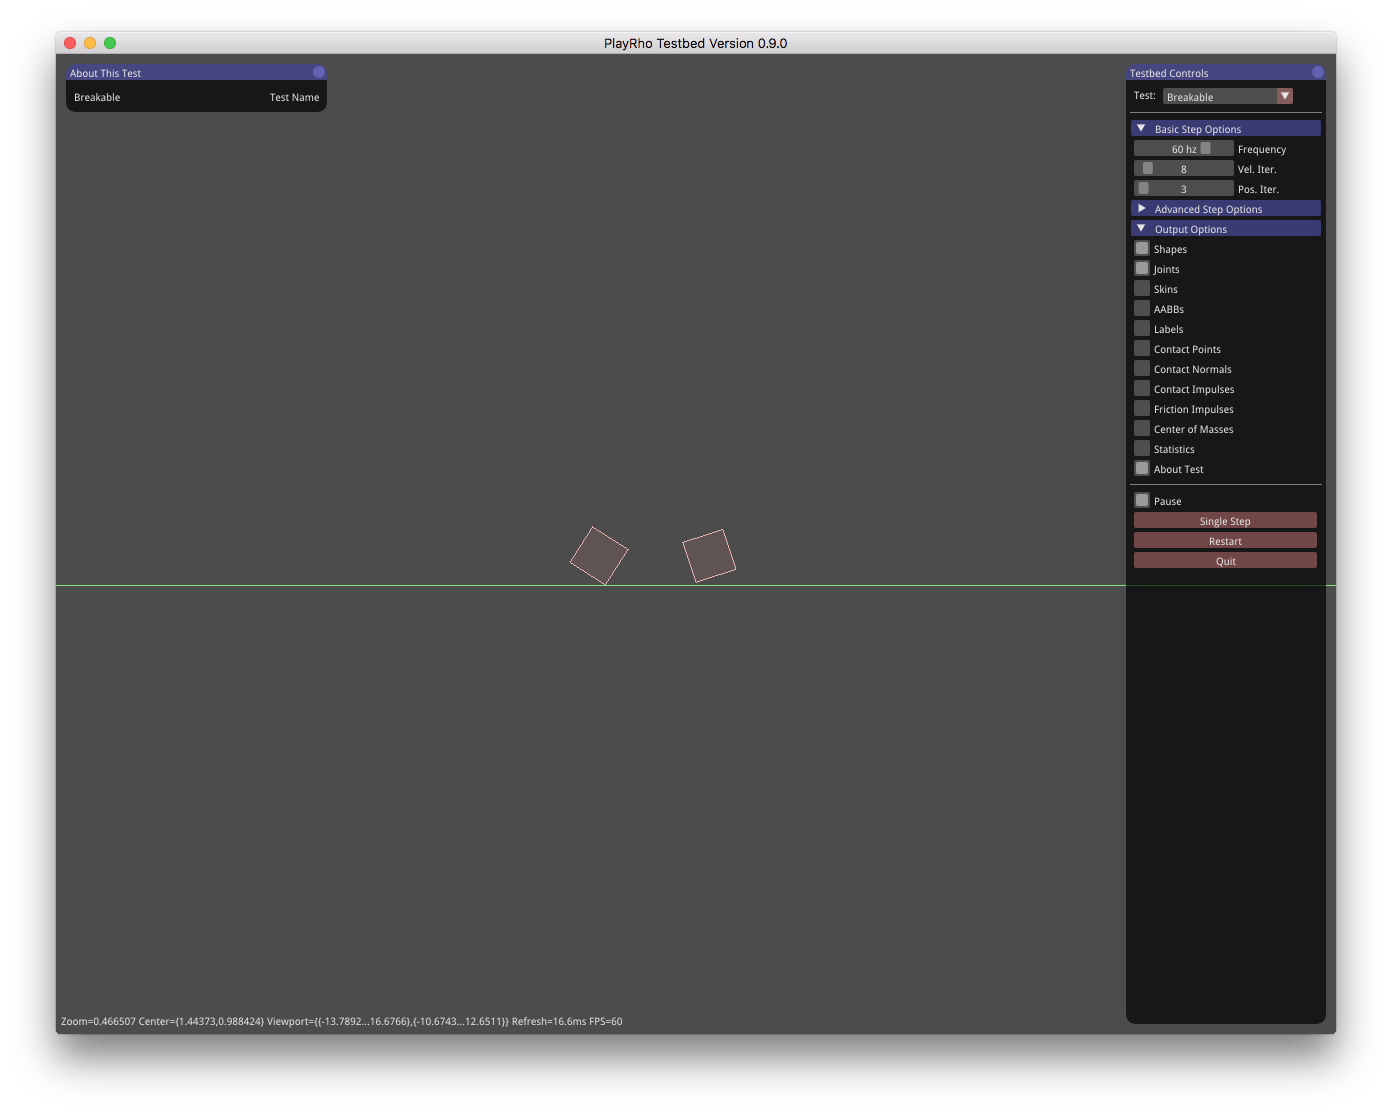 PlayRho Testbed Version 0.9.0
About This Test
Breakable Test Name
Testbed Controls
Test: Breakable
Basic Step Options
60 hz Frequency
8 Vel. Iter.
3 Pos. Iter.
Advanced Step Options
Output Options
Shapes
Joints
Skins
AABBs
Labels
Contact Points
Contact Normals
Contact Impulses
Friction Impulses
Center of Masses
Statistics
About Test
Pause
Single Step
Restart
Quit
Zoom=0.466507 Center={1.44373,0.988424} Viewport={{-13.7892...16.6766},{-10.6743...12.6511}} Refresh=16.6ms FPS=60